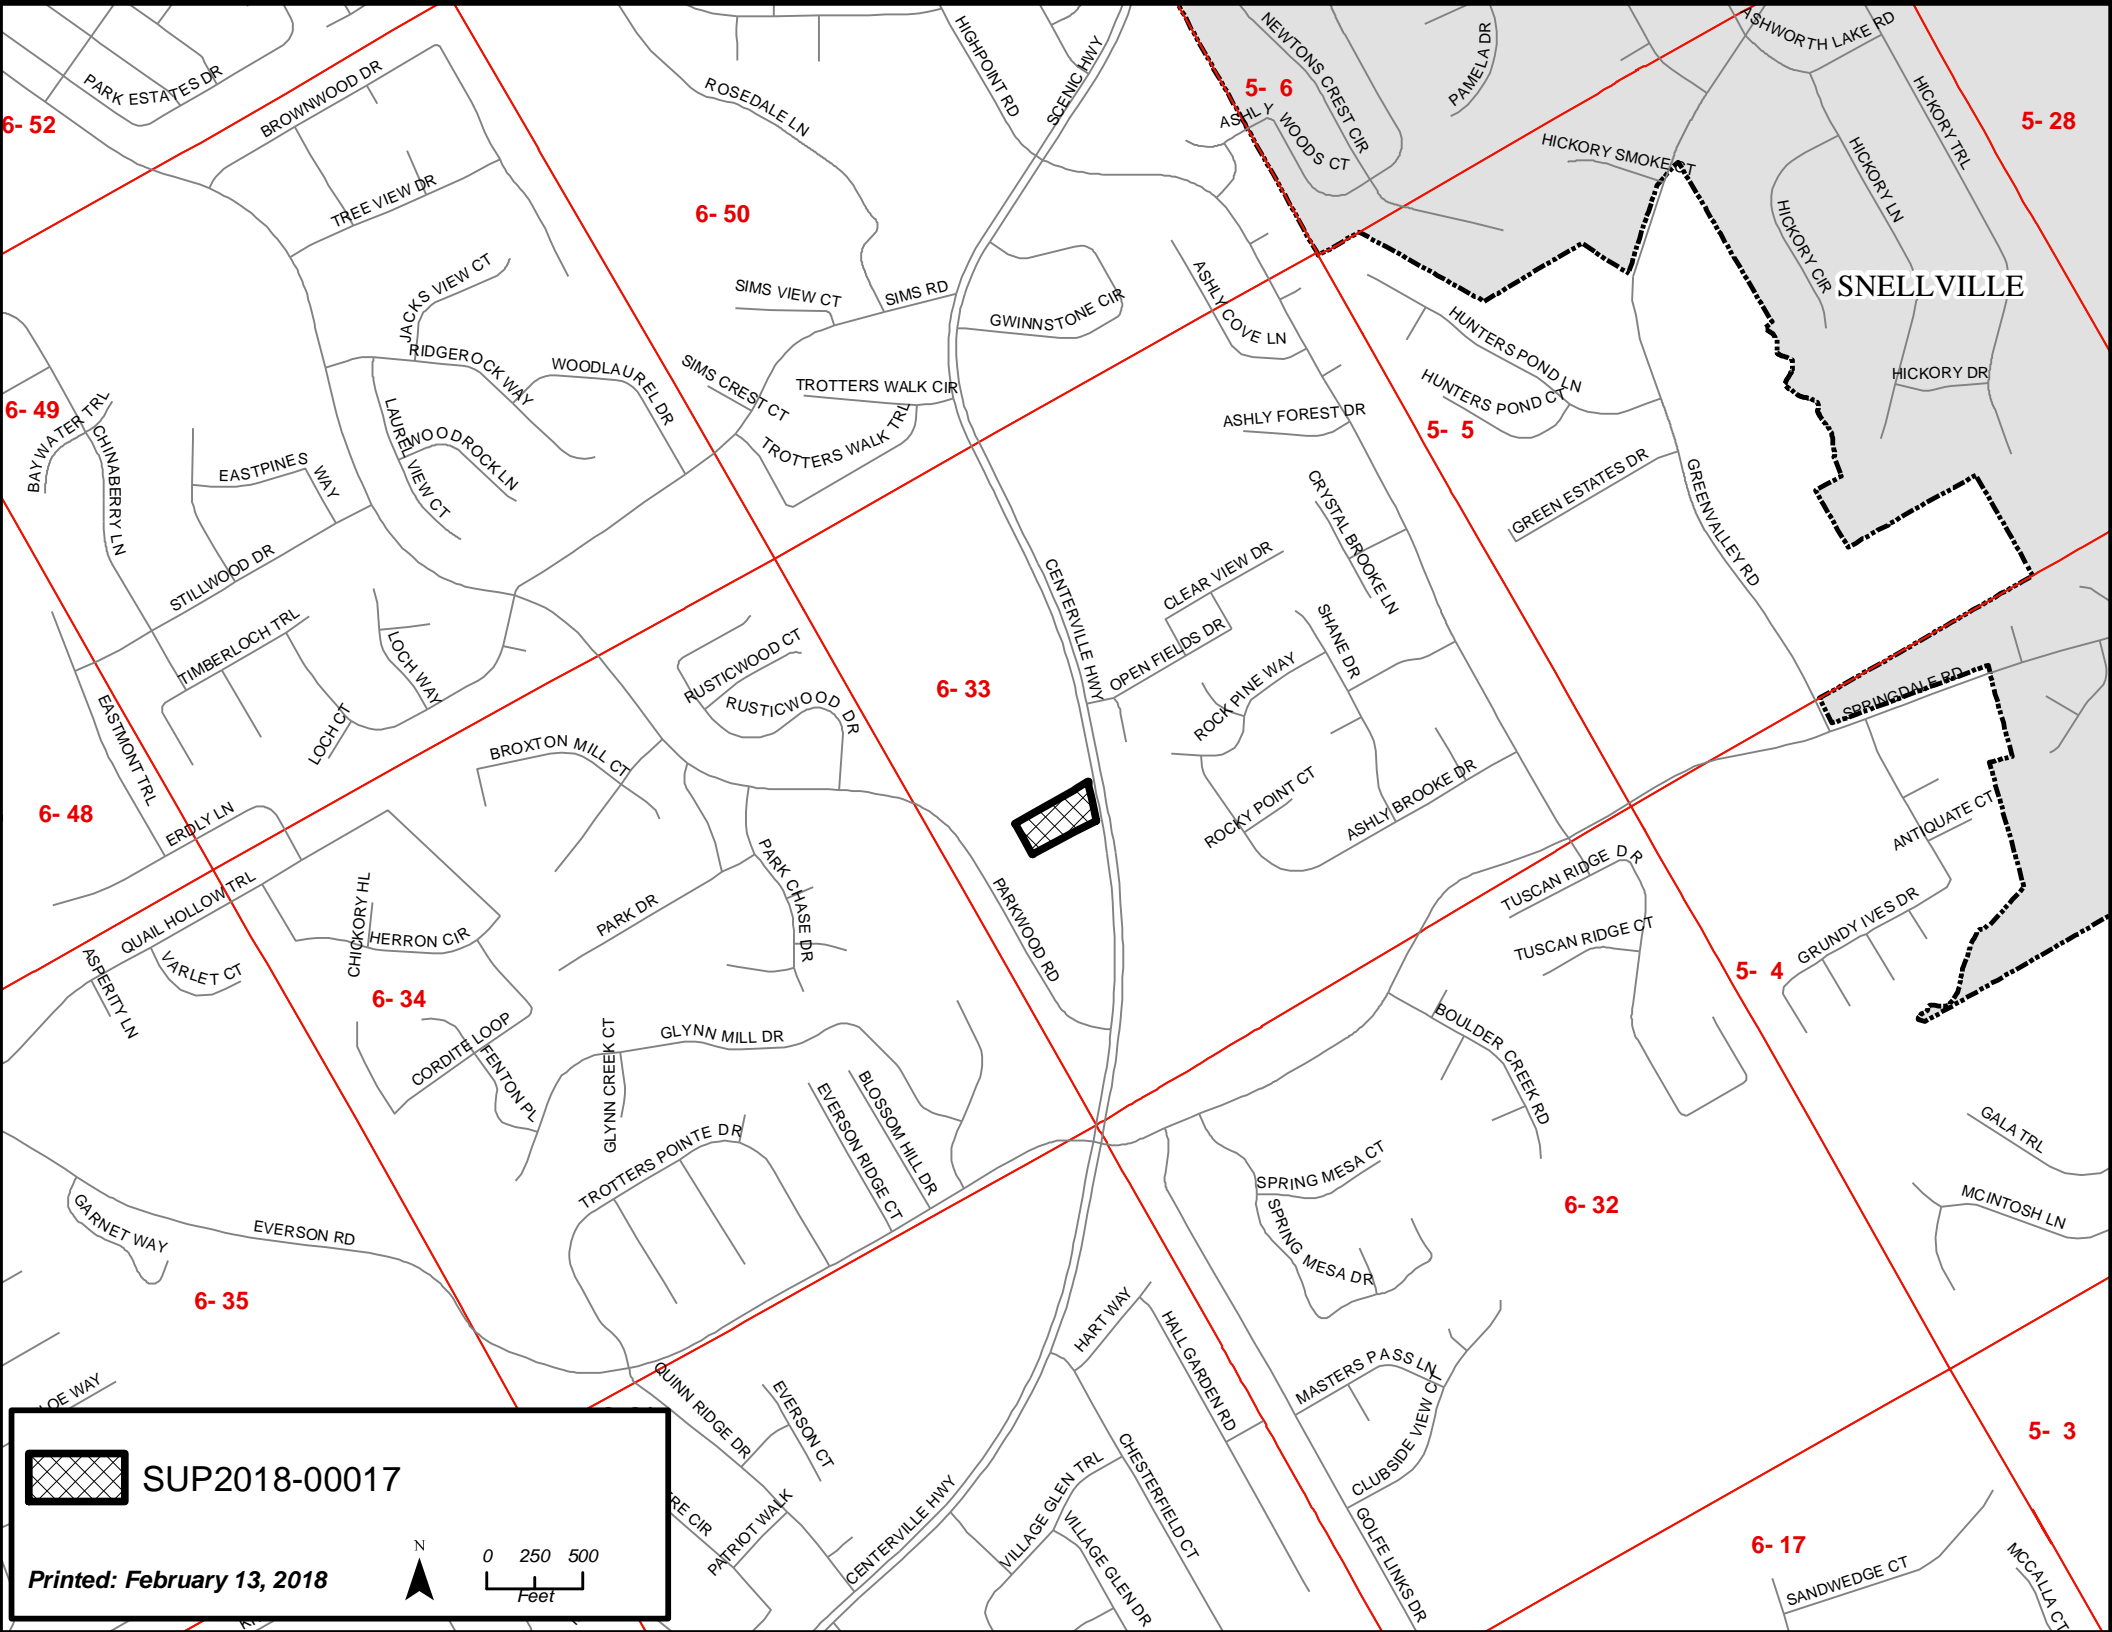 PARK ESTATES DR
BROWNWOOD DR
6- 52
TREE VIEW DR
ROSEDALE LN
HIGHPOINT RD
SCENIC HWY
NEWTONS CREST CIR
PAMELA DR
ASHWORTH LAKE RD
5- 6
ASHLY WOODS CT
HICKORY SMOKE CT
HICKORY TRL
HICKORY LN
HICKORY CIR
5- 28
6- 50
SNELLVILLE
JACKS VIEW CT
SIMS VIEW CT
SIMS RD
GWINNSTONE CIR
ASHLY COVE LN
HUNTERS POND LN
HUNTERS POND CT
HICKORY DR
RIDGEROCK WAY
WOODLAUREL DR
SIMS CREST CT
TROTTERS WALK CIR
TROTTERS WALK TRL
ASHLY FOREST DR
5- 5
6- 49
BAYWATER TRL
CHINABERRY LN
LAUREL VIEW CT
WOODROCK LN
EASTPINES WAY
STILLWOOD DR
GREEN ESTATES DR
GREENVALLEY RD
CRYSTAL BROOKE LN
CENTERVILLE HWY
CLEAR VIEW DR
OPEN FIELDS DR
SHANE DR
ROCK PINE WAY
TIMBERLOCH TRL
LOCH WAY
LOCH CT
RUSTICWOOD CT
RUSTICWOOD DR
6- 33
SPRINGDALE RD
EASTMONT TRL
BROXTON MILL CT
ROCKY POINT CT
ASHLY BROOKE DR
6- 48
ERDLY LN
ANTIQUATE CT
TUSCAN RIDGE DR
TUSCAN RIDGE CT
GRUNDY IVES DR
5- 4
QUAIL HOLLOW TRL
VARLET CT
ASPERITY LN
CHICKORY HL
HERRON CIR
PARK DR
PARK CHASE DR
PARKWOOD RD
6- 34
CORDITE LOOP
FENTON PL
GLYNN CREEK CT
GLYNN MILL DR
EVERSON RIDGE CT
BLOSSOM HILL DR
BOULDER CREEK RD
TROTTERS POINTE DR
SPRING MESA CT
SPRING MESA DR
6- 32
GALA TRL
MCINTOSH LN
GARNET WAY
EVERSON RD
6- 35
HART WAY
HALL GARDEN RD
MASTERS PASS LN
CLUBSIDE VIEW CT
QUINN RIDGE DR
EVERSON CT
5- 3
LOE WAY
RE CIR
PATRIOT WALK
CENTERVILLE HWY
VILLAGE GLEN TRL
VILLAGE GLEN DR
CHESTERFIELD CT
GOLFE LINKS DR
6- 17
SANDWEDGE CT
MCCALLA CT
SUP2018-00017
Printed: February 13, 2018
N
0 250 500
Feet